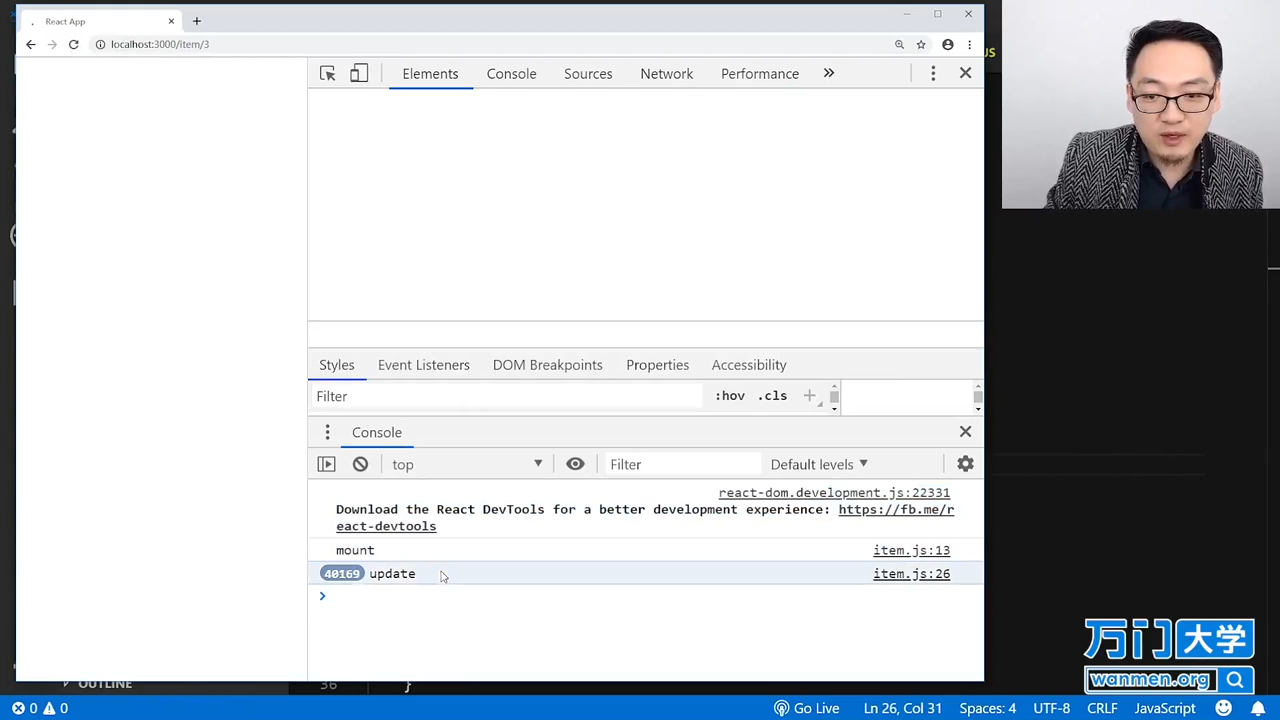 React App
localhost:3000/item/3
Elements
Console
Sources
Network
Performance
Styles
Event Listeners
DOM Breakpoints
Properties
Accessibility
Filter
:hov
.cls
Console
top
Filter
Default levels
react-dom.development.js:22331
Download the React DevTools for a better development experience: https://fb.me/r
eact-devtools
mount
item.js:13
40169 update
item.js:26
JS
万门大学
wanmen.org
OUTLINE
36
}
0
0
Go Live
Ln 26, Col 31
Spaces: 4
UTF-8
CRLF
JavaScript